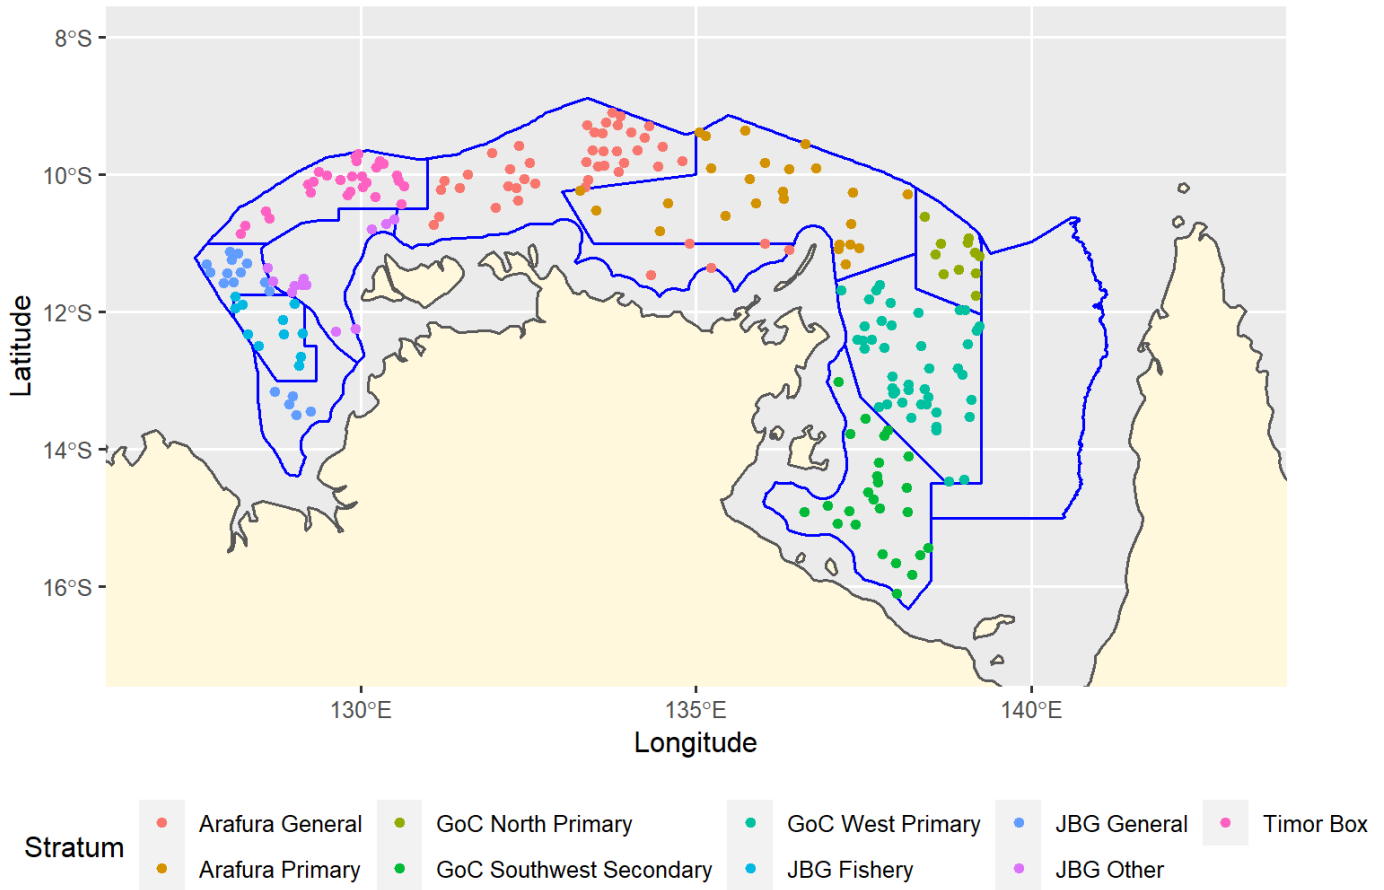 8°S
10°S
12°S
14°S
16°S
Latitude
130°E
135°E
140°E
Longitude
Stratum
Arafura General
GoC North Primary
GoC West Primary
JBG General
Timor Box
Arafura Primary
GoC Southwest Secondary
JBG Fishery
JBG Other